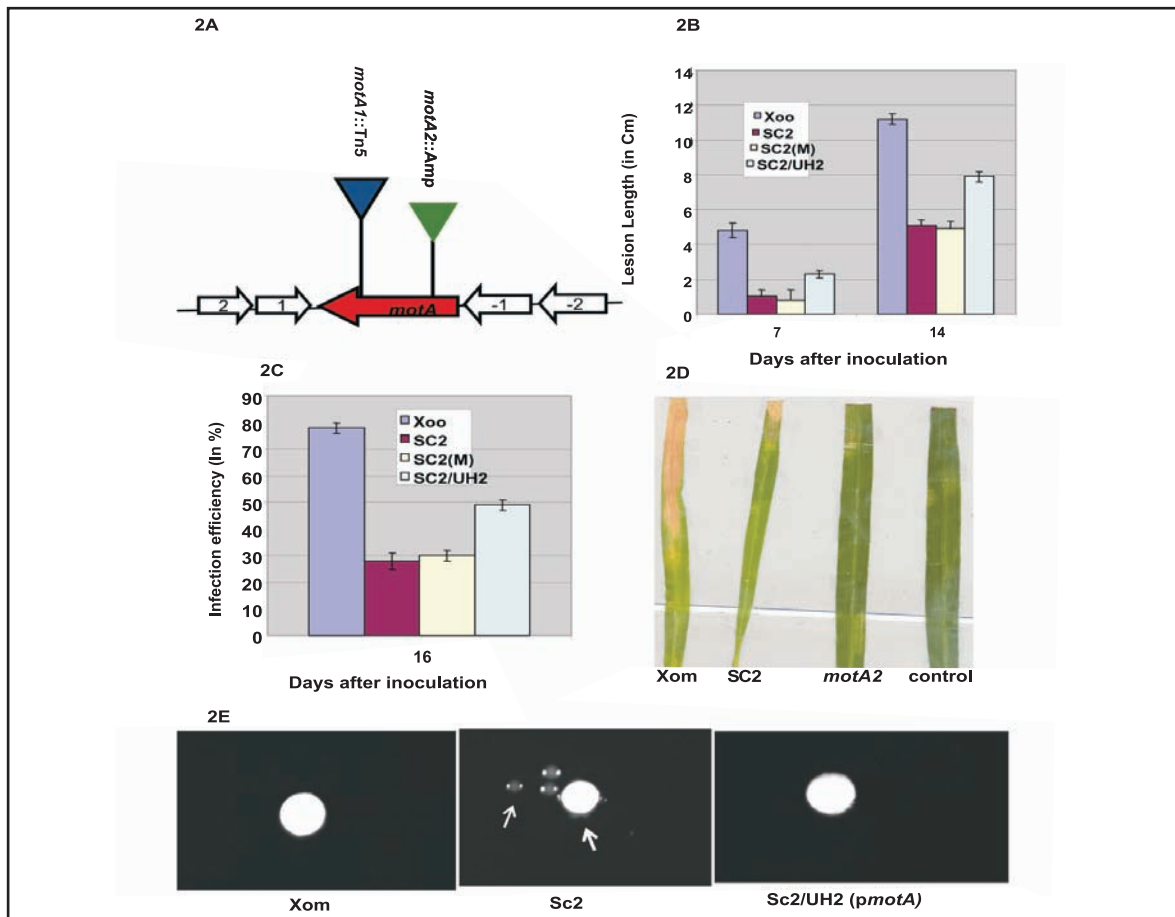 2A
motA1::Tn5
motA2::Amp
2
1
motA
-1
-2
2B
14
12
10
8
6
4
2
0
Lesion Length (in Cm)
Xoo
SC2
SC2(M)
SC2/UH2
7
14
Days after inoculation
2C
90
80
70
60
50
40
30
20
10
0
Infection efficiency (In %)
Xoo
SC2
SC2(M)
SC2/UH2
16
Days after inoculation
2D
Xom
SC2
motA2
control
2E
Xom
Sc2
Sc2/UH2 (pmotA)